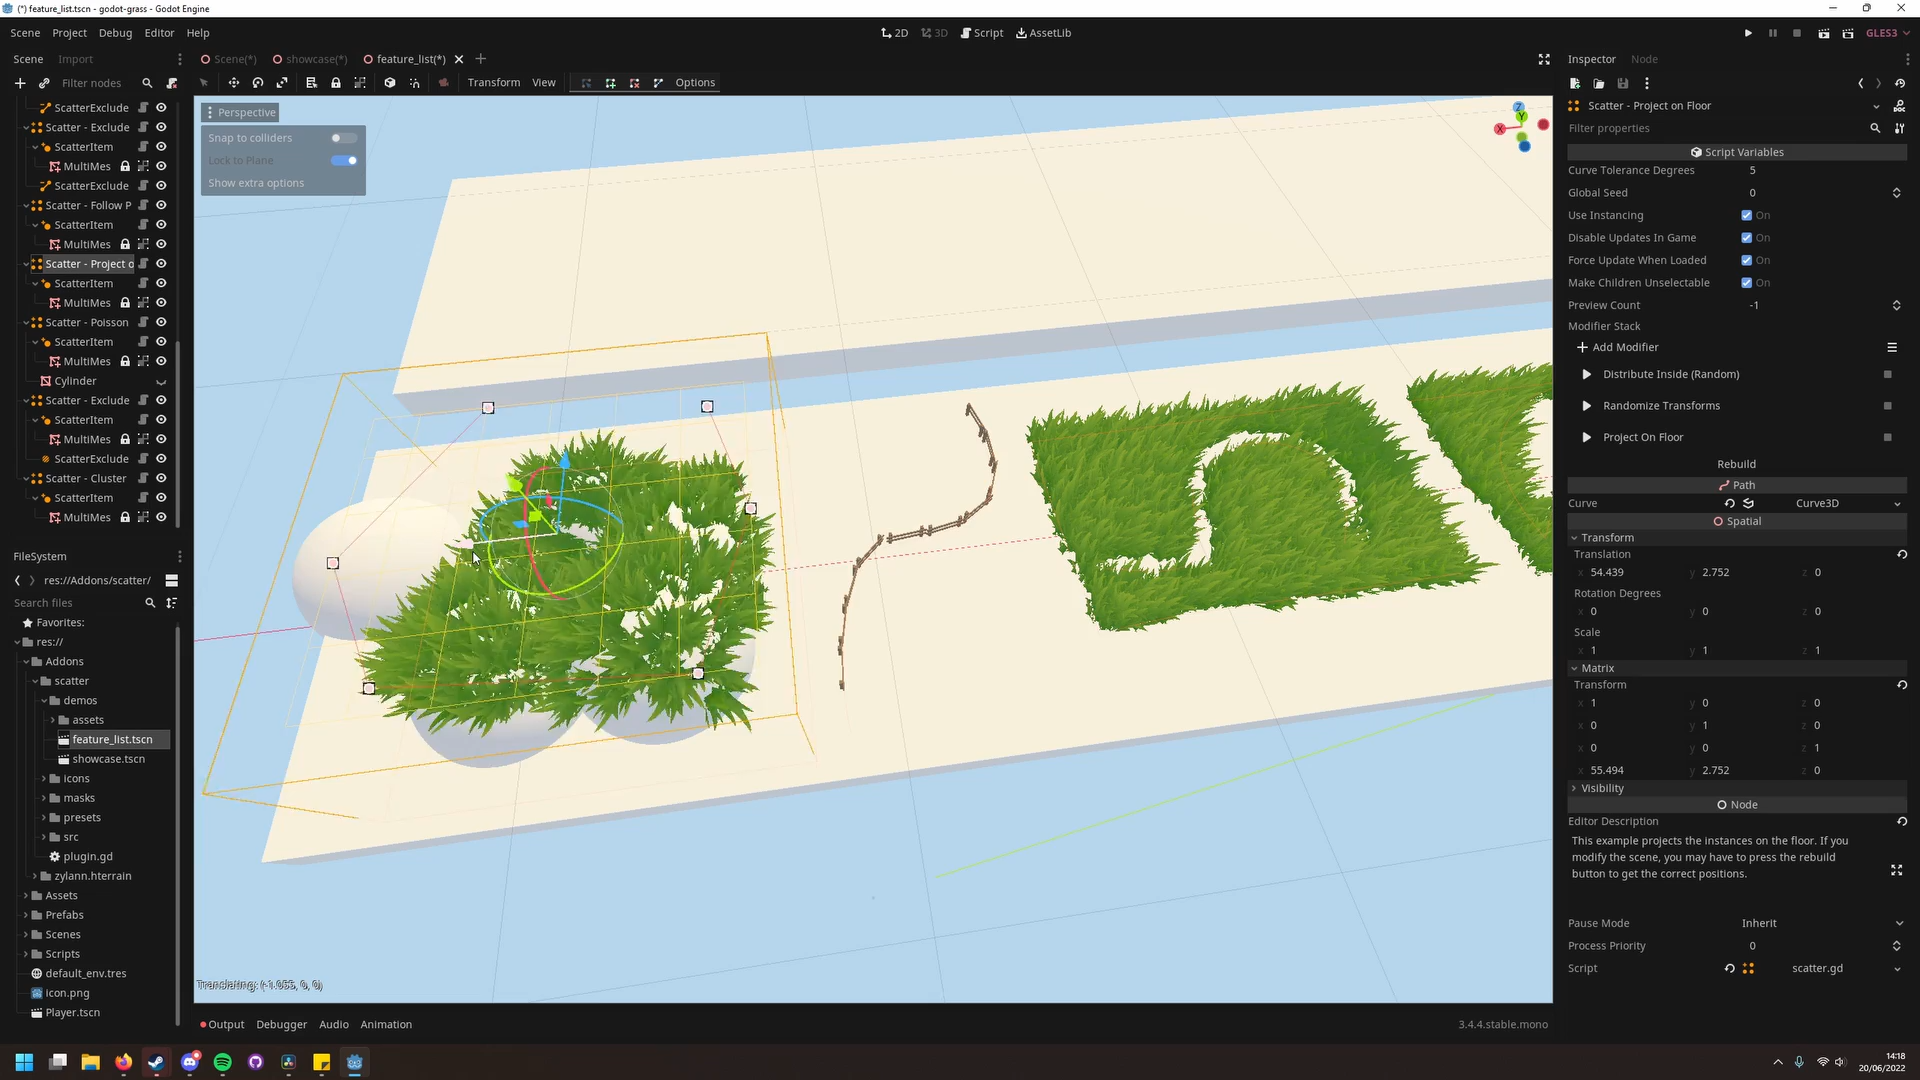 (*) feature_list.tscn - godot-grass - Godot Engine
Scene Project Debug Editor Help
2D 3D Script AssetLib
GLES3
Scene Import
Scene(*) showcase(*) feature_list(*)
Inspector Node
Filter nodes
Transform View Options
Scatter - Project on Floor
Filter properties
ScatterExclude
Scatter - Exclude
ScatterItem
MultiMes
ScatterExclude
Scatter - Follow P
ScatterItem
MultiMes
Scatter - Project o
ScatterItem
MultiMes
Scatter - Poisson
ScatterItem
MultiMes
Cylinder
Scatter - Exclude
ScatterItem
MultiMes
ScatterExclude
Scatter - Cluster
ScatterItem
MultiMes
FileSystem
res://Addons/scatter/
Search files
Favorites:
res://
Addons
scatter
demos
assets
feature_list.tscn
showcase.tscn
icons
masks
presets
src
plugin.gd
zylann.hterrain
Assets
Prefabs
Scenes
Scripts
default_env.tres
icon.png
Player.tscn
Perspective
Snap to colliders
Lock to Plane
Show extra options
Z
Y
X
Translating: (-1.055, 0, 0)
Output Debugger Audio Animation
3.4.4.stable.mono
Script Variables
Curve Tolerance Degrees 5
Global Seed 0
Use Instancing On
Disable Updates In Game On
Force Update When Loaded On
Make Children Unselectable On
Preview Count -1
Modifier Stack
Add Modifier
Distribute Inside (Random)
Randomize Transforms
Project On Floor
Rebuild
Path
Curve Curve3D
Spatial
Transform
Translation
x 54.439 y 2.752 z 0
Rotation Degrees
x 0 y 0 z 0
Scale
x 1 y 1 z 1
Matrix
Transform
x 1 y 0 z 0
x 0 y 1 z 0
x 0 y 0 z 1
x 55.494 y 2.752 z 0
Visibility
Node
Editor Description
This example projects the instances on the floor. If you
modify the scene, you may have to press the rebuild
button to get the correct positions.
Pause Mode Inherit
Process Priority 0
Script scatter.gd
14:18
20/06/2022